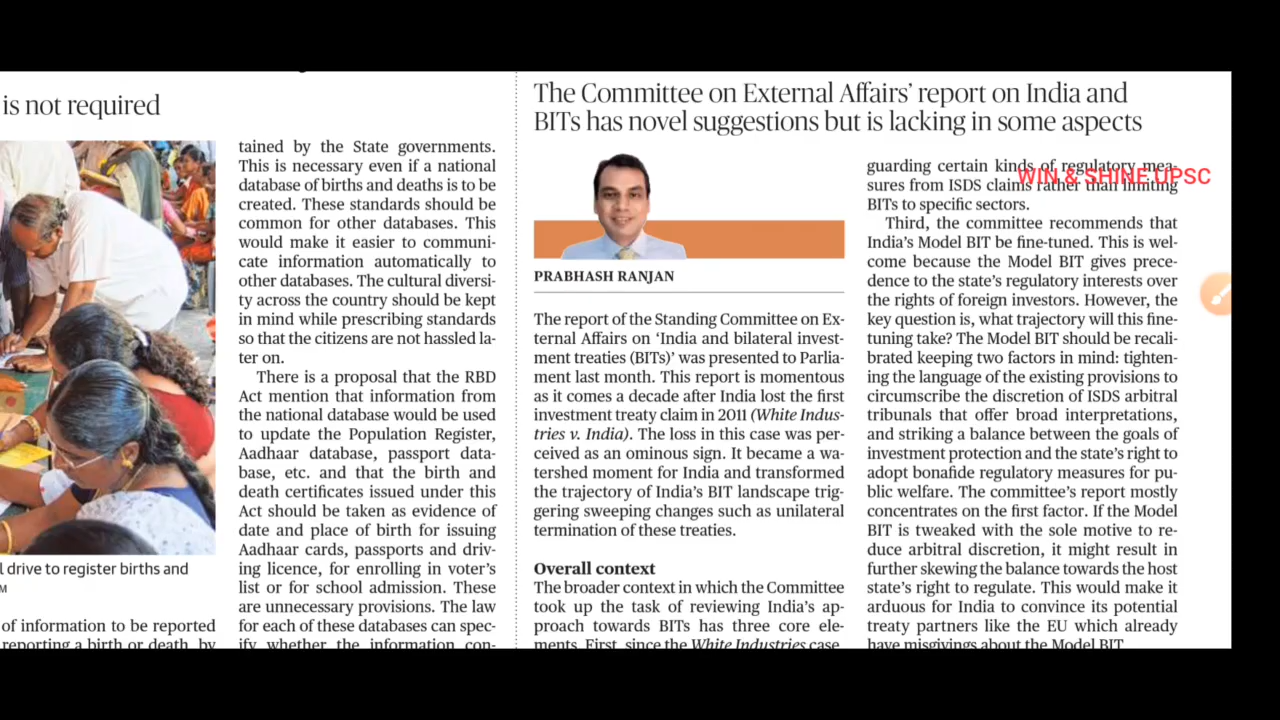 is not required
l drive to register births and
M
of information to be reported
reporting a birth or death, by
tained by the State governments.
This is necessary even if a national
database of births and deaths is to be
created. These standards should be
common for other databases. This
would make it easier to communi-
cate information automatically to
other databases. The cultural diversi-
ty across the country should be kept
in mind while prescribing standards
so that the citizens are not hassled la-
ter on.
There is a proposal that the RBD
Act mention that information from
the national database would be used
to update the Population Register,
Aadhaar database, passport data-
base, etc. and that the birth and
death certificates issued under this
Act should be taken as evidence of
date and place of birth for issuing
Aadhaar cards, passports and driv-
ing licence, for enrolling in voter's
list or for school admission. These
are unnecessary provisions. The law
for each of these databases can spec-
ify whether the information con-
The Committee on External Affairs' report on India and
BITs has novel suggestions but is lacking in some aspects
PRABHASH RANJAN
The report of the Standing Committee on Ex-
ternal Affairs on 'India and bilateral invest-
ment treaties (BITs)' was presented to Parlia-
ment last month. This report is momentous
as it comes a decade after India lost the first
investment treaty claim in 2011 (White Indus-
tries v. India). The loss in this case was per-
ceived as an ominous sign. It became a wa-
tershed moment for India and transformed
the trajectory of India's BIT landscape trig-
gering sweeping changes such as unilateral
termination of these treaties.
Overall context
The broader context in which the Committee
took up the task of reviewing India's ap-
proach towards BITs has three core ele-
ments. First, since the White Industries case,
guarding certain kinds of regulatory mea-
WIN & SHINE UPSC
sures from ISDS claims rather than limiting
BITs to specific sectors.
Third, the committee recommends that
India's Model BIT be fine-tuned. This is wel-
come because the Model BIT gives prece-
dence to the state's regulatory interests over
the rights of foreign investors. However, the
key question is, what trajectory will this fine-
tuning take? The Model BIT should be recali-
brated keeping two factors in mind: tighten-
ing the language of the existing provisions to
circumscribe the discretion of ISDS arbitral
tribunals that offer broad interpretations,
and striking a balance between the goals of
investment protection and the state's right to
adopt bonafide regulatory measures for pu-
blic welfare. The committee's report mostly
concentrates on the first factor. If the Model
BIT is tweaked with the sole motive to re-
duce arbitral discretion, it might result in
further skewing the balance towards the host
state's right to regulate. This would make it
arduous for India to convince its potential
treaty partners like the EU which already
have misgivings about the Model BIT.